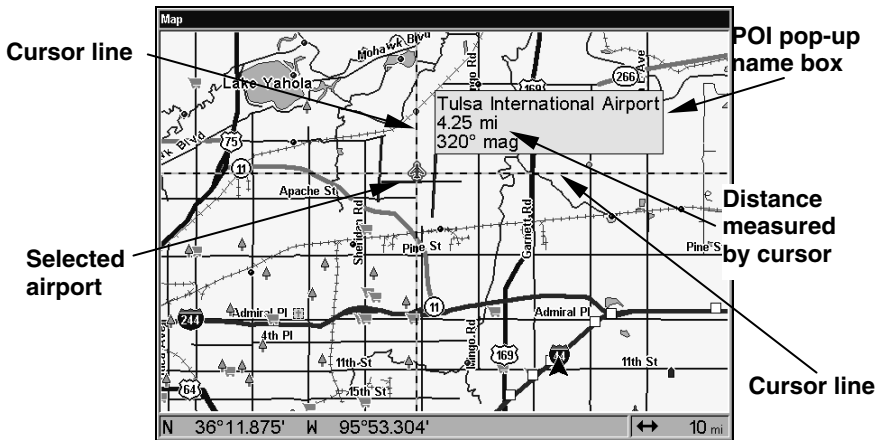 Map
Cursor line
Mohawk Blvd
Lake Yahola
266
POI pop-up
name box
169
Tulsa International Airport
4.25 mi
320° mag
75
11
Apache St
Sheridan Rd
Garnett Rd
Distance
measured
by cursor
Selected
airport
Pine St
Pine S
11
Admiral Pl
Admiral Pl
244
4th Pl
Mingo Rd
169
44
11th St
11th St
15th St
64
Cursor line
N 36°11.875' W 95°53.304'
10 mi